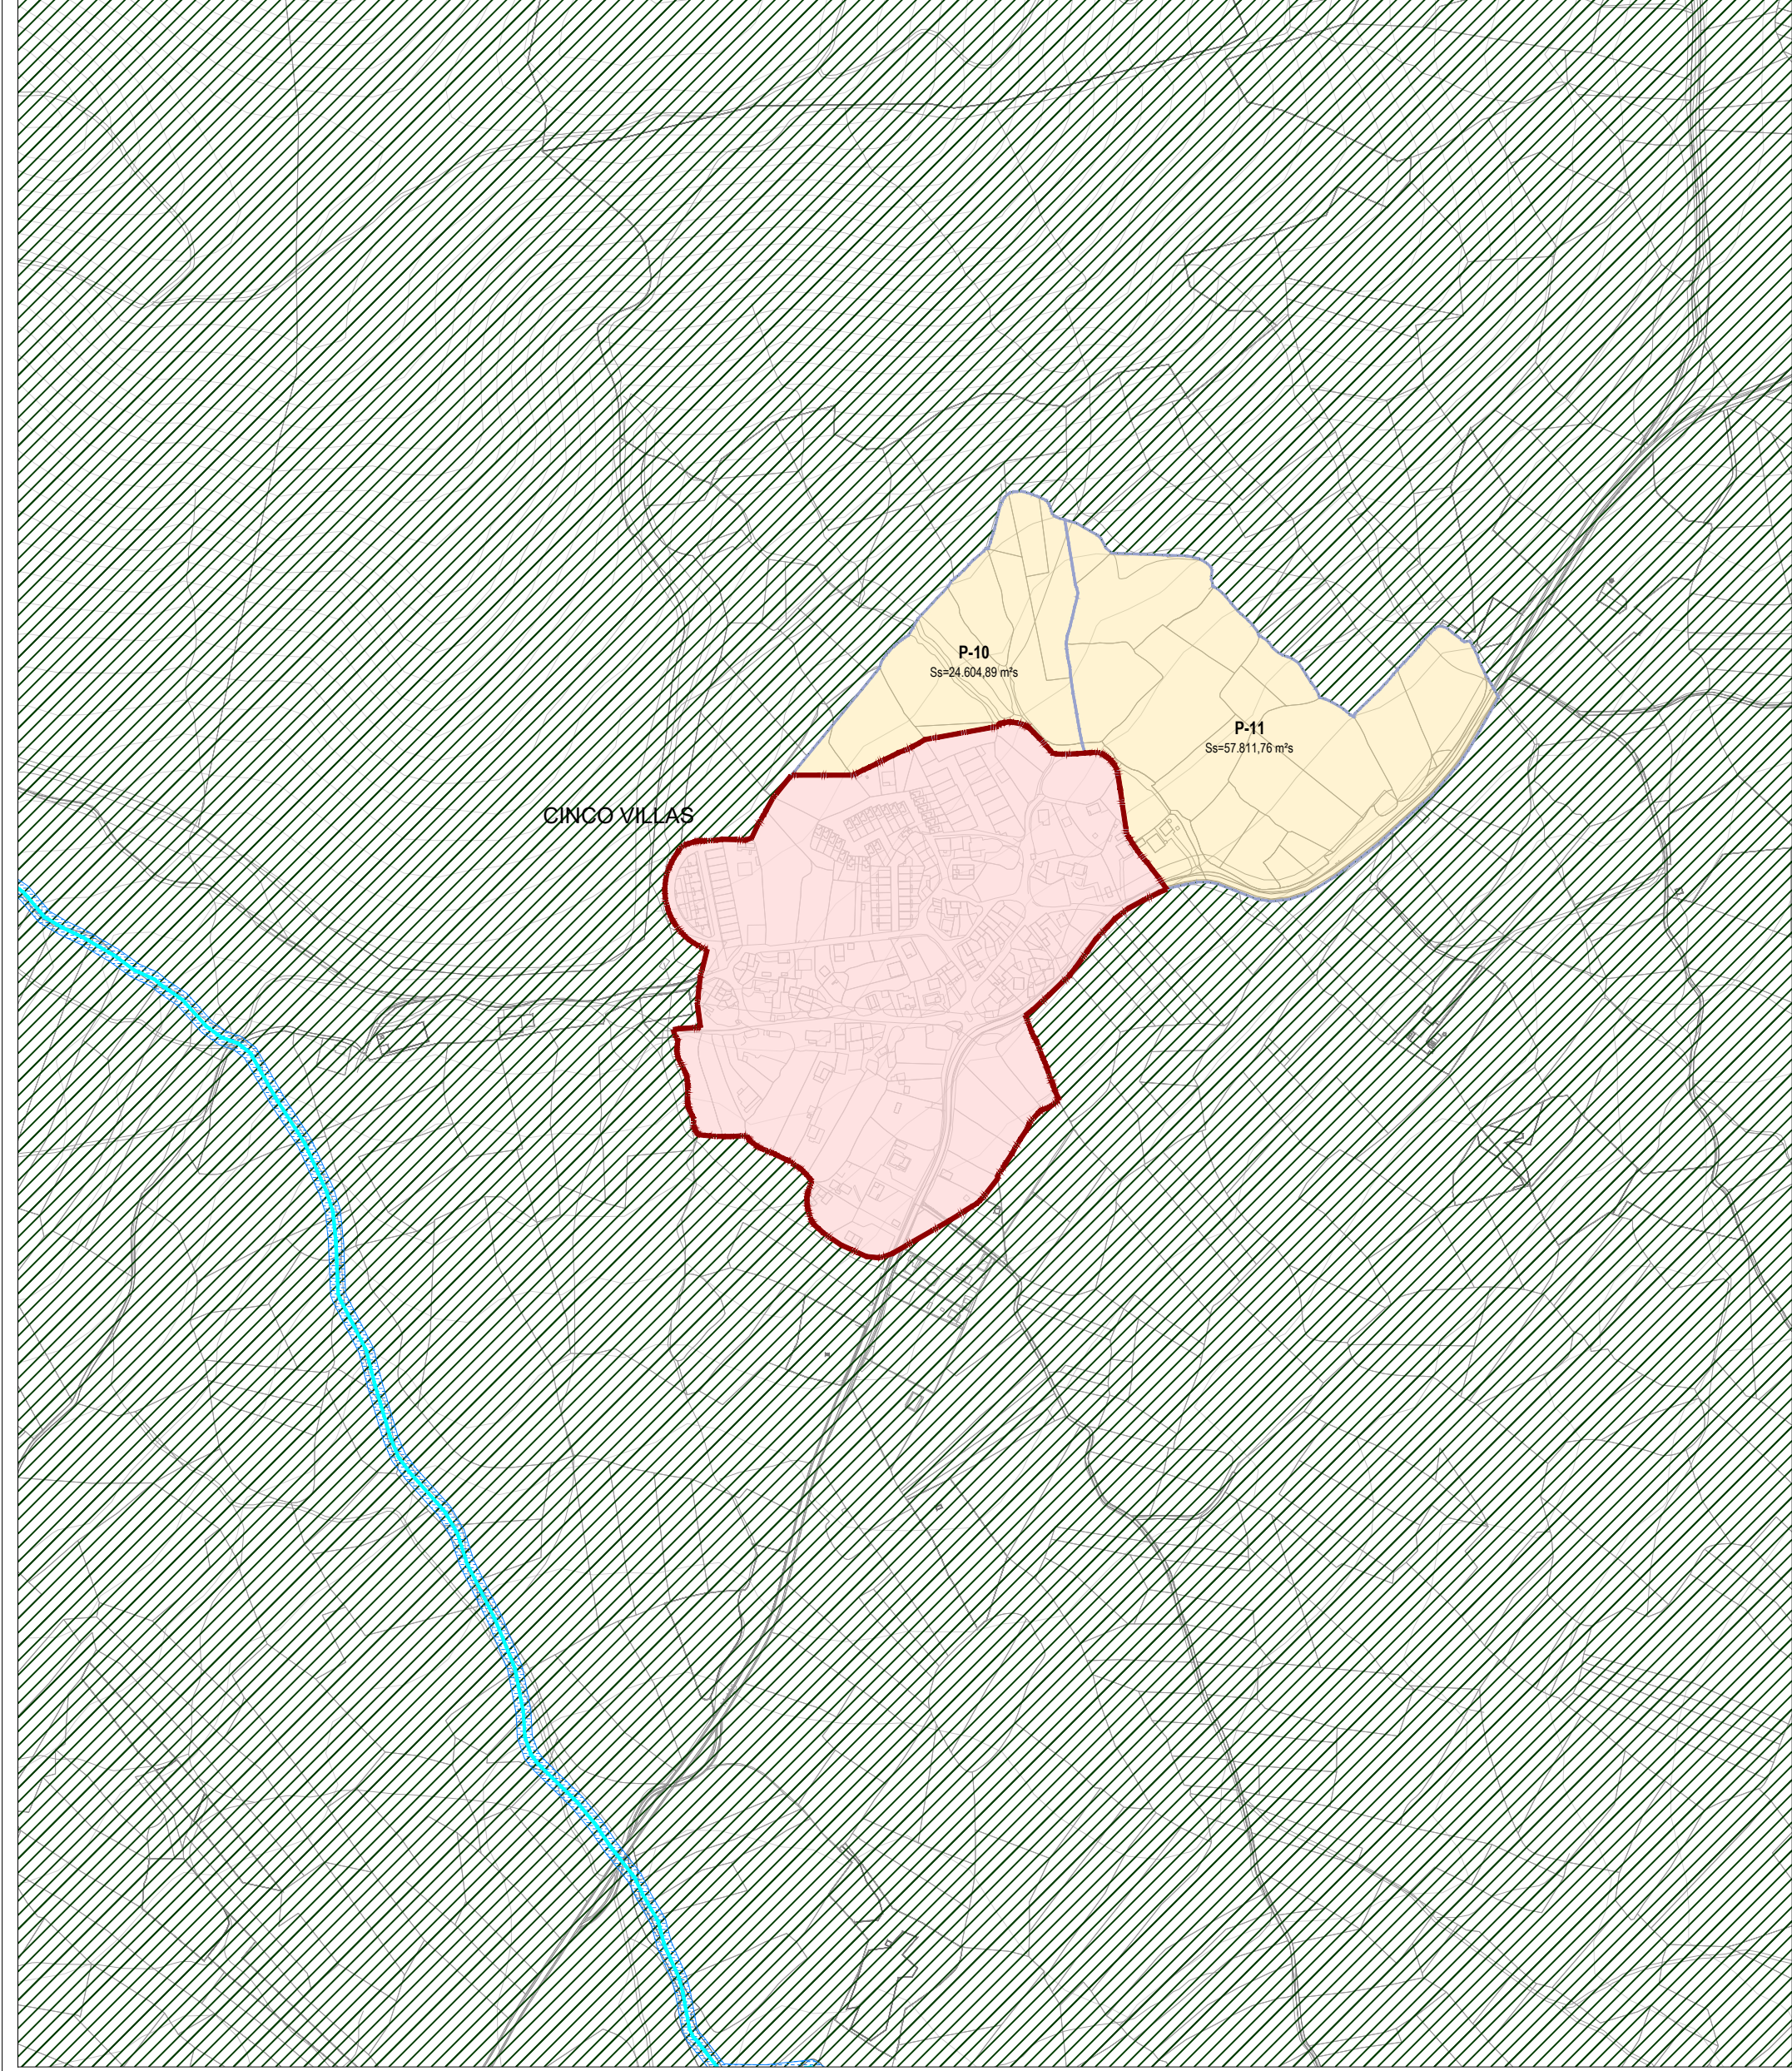 P-10
Ss=24.604,89 m²s
P-11
Ss=57.811,76 m²s
CINCO VILLAS